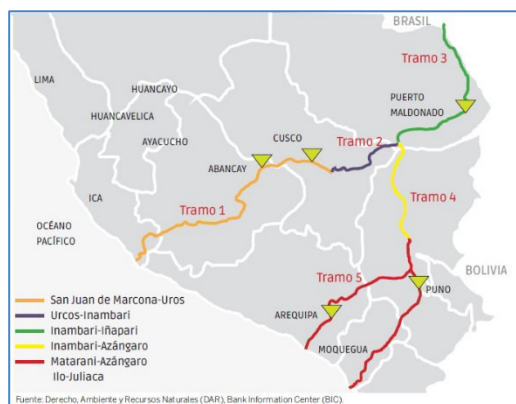 BRASIL
Tramo 3
LIMA
HUANCAYO
PUERTO
MALDONADO
HUANCAVELICA
CUSCO
Tramo 2
AYACUCHO
ABANCAY
ICA
Tramo 1
Tramo 4
OCÉANO
PACÍFICO
BOLIVIA
Tramo 5
PUNO
AREQUIPA
MOQUEGUA
San Juan de Marcona-Uros
Urcos-Inambari
Inambari-Iñapari
Inambari-Azángaro
Matarani-Azángaro
Ilo-Juliaca
Fuente: Derecho, Ambiente y Recursos Naturales (DAR), Bank Information Center (BIC).